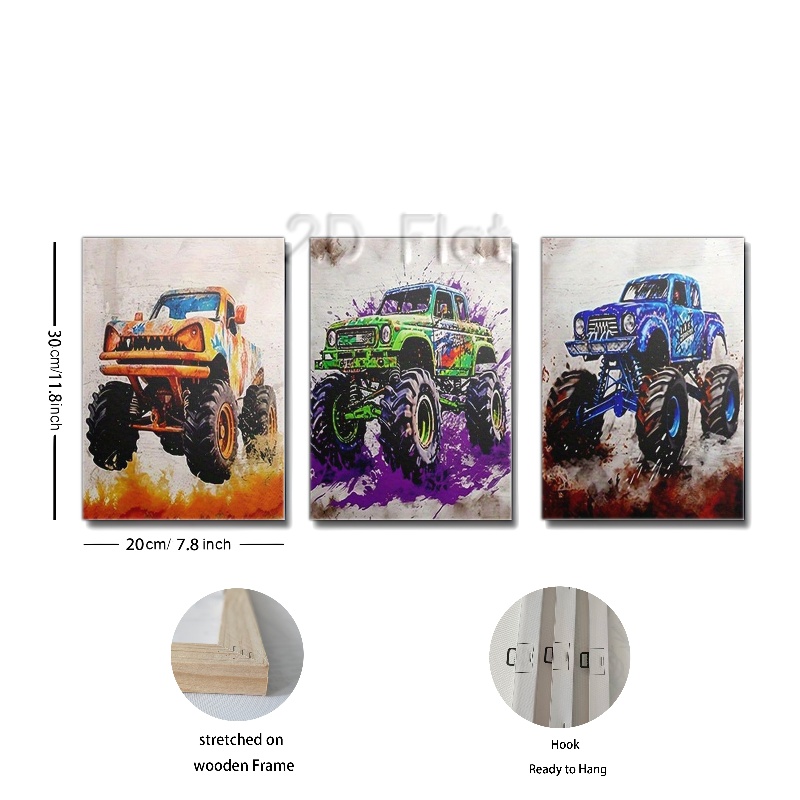 2D Flat
30cm/11.8inch
20cm/ 7.8 inch
stretched on
wooden Frame
Hook
Ready to Hang